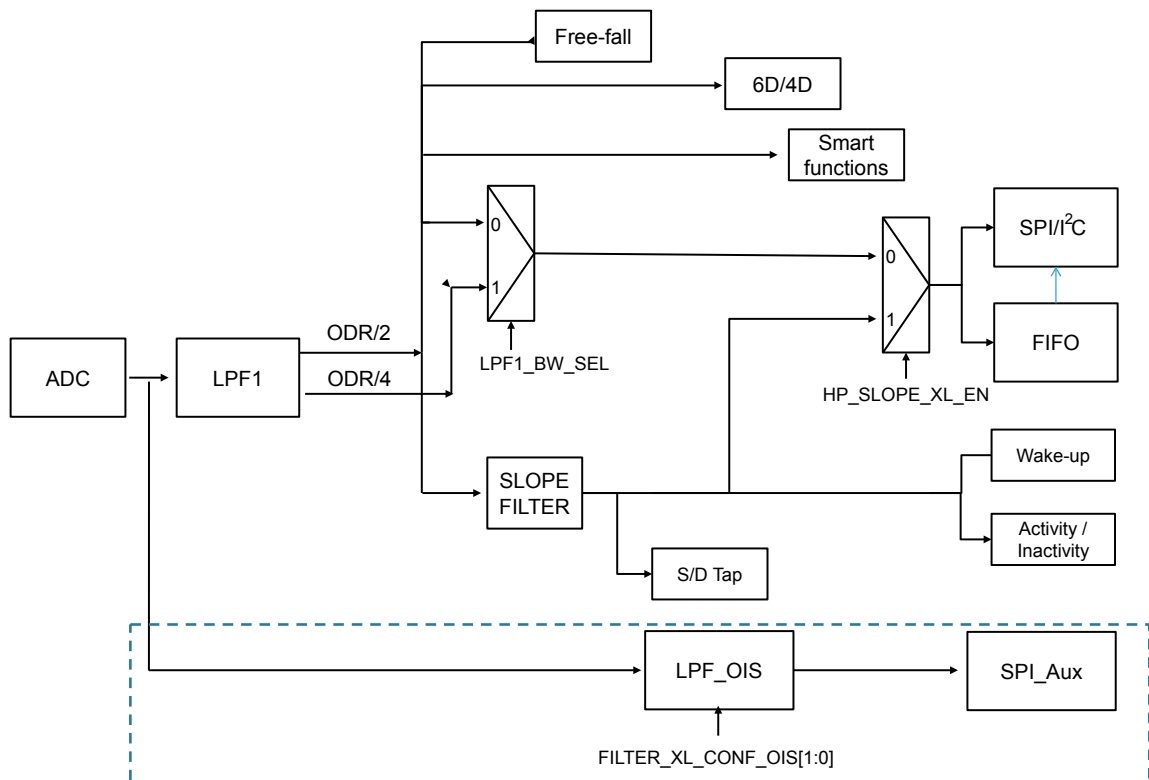 Free-fall
6D/4D
Smart
functions
0
1
LPF1_BW_SEL
0
1
HP_SLOPE_XL_EN
SPI/I²C
FIFO
ADC
LPF1
ODR/2
ODR/4
SLOPE
FILTER
Wake-up
Activity /
Inactivity
S/D Tap
LPF_OIS
SPI_Aux
FILTER_XL_CONF_OIS[1:0]